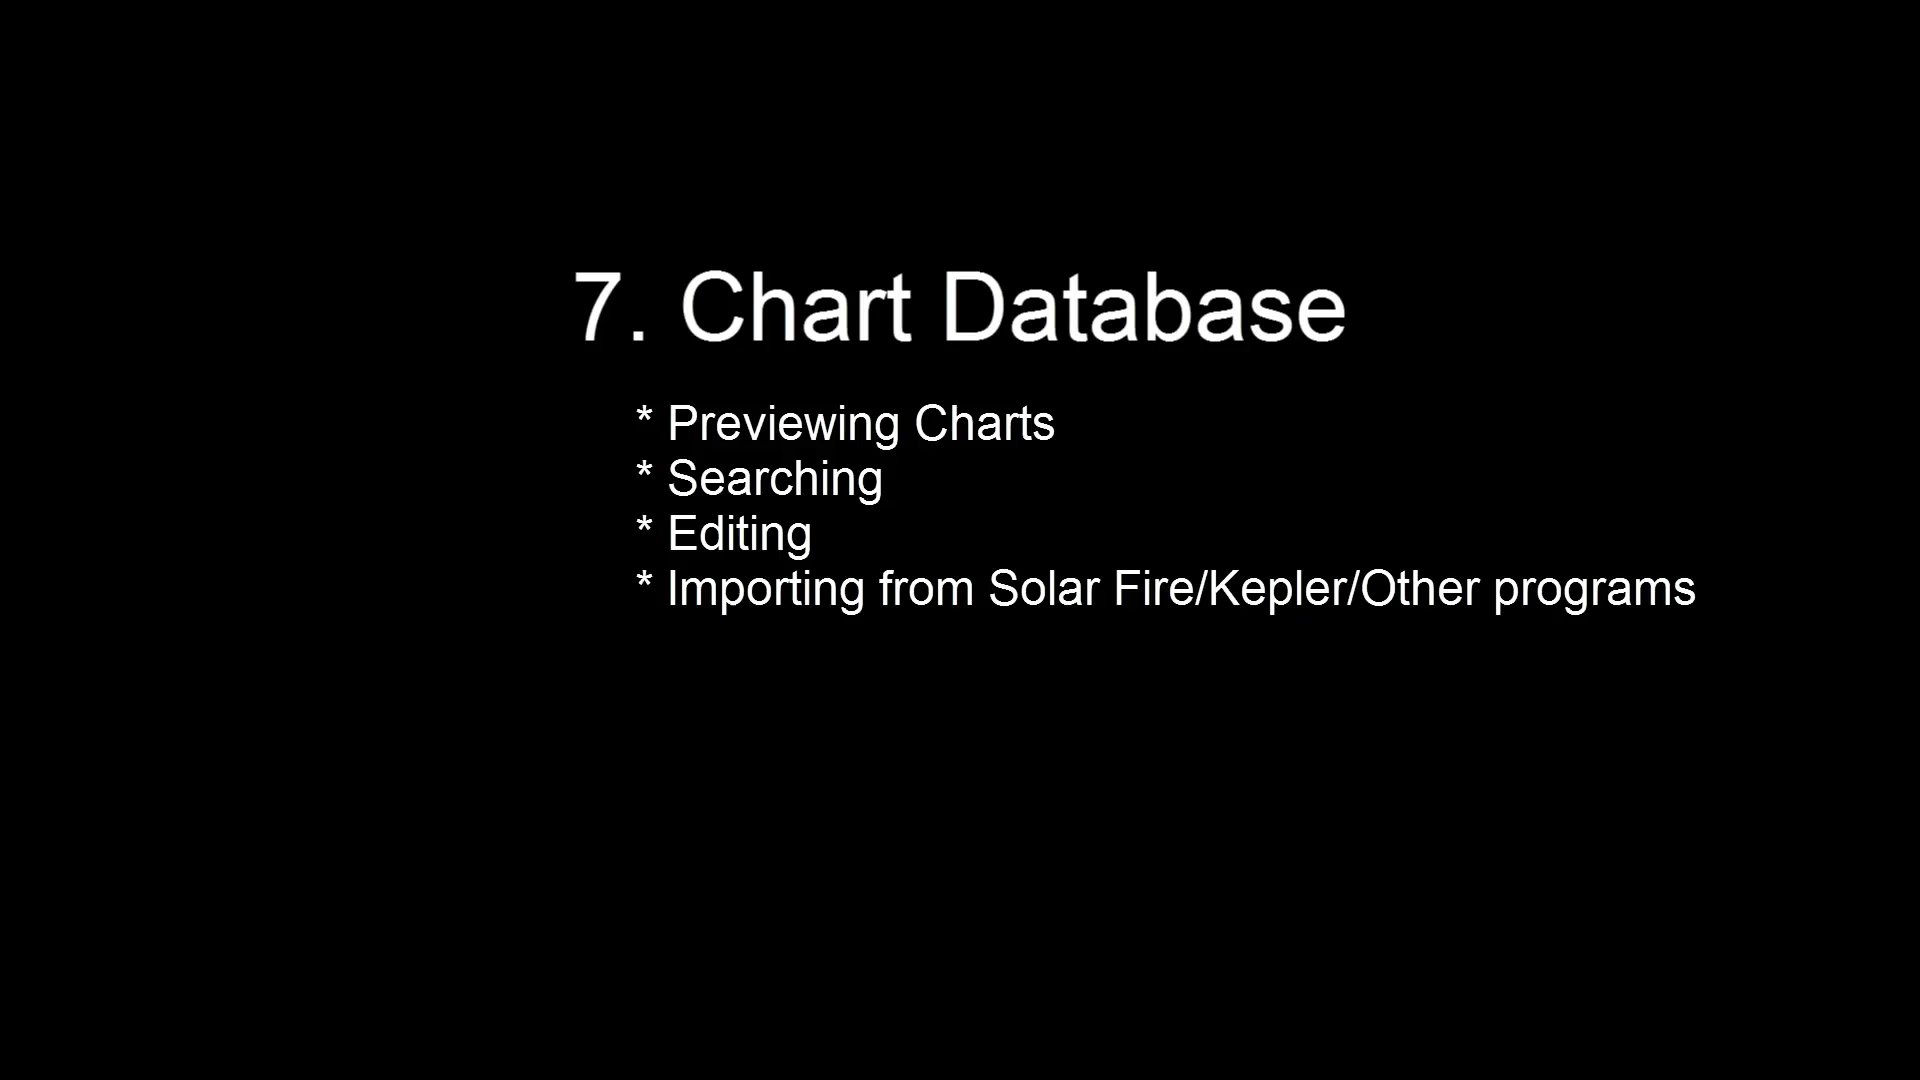 7. Chart Database
* Previewing Charts
* Searching
* Editing
* Importing from Solar Fire/Kepler/Other programs